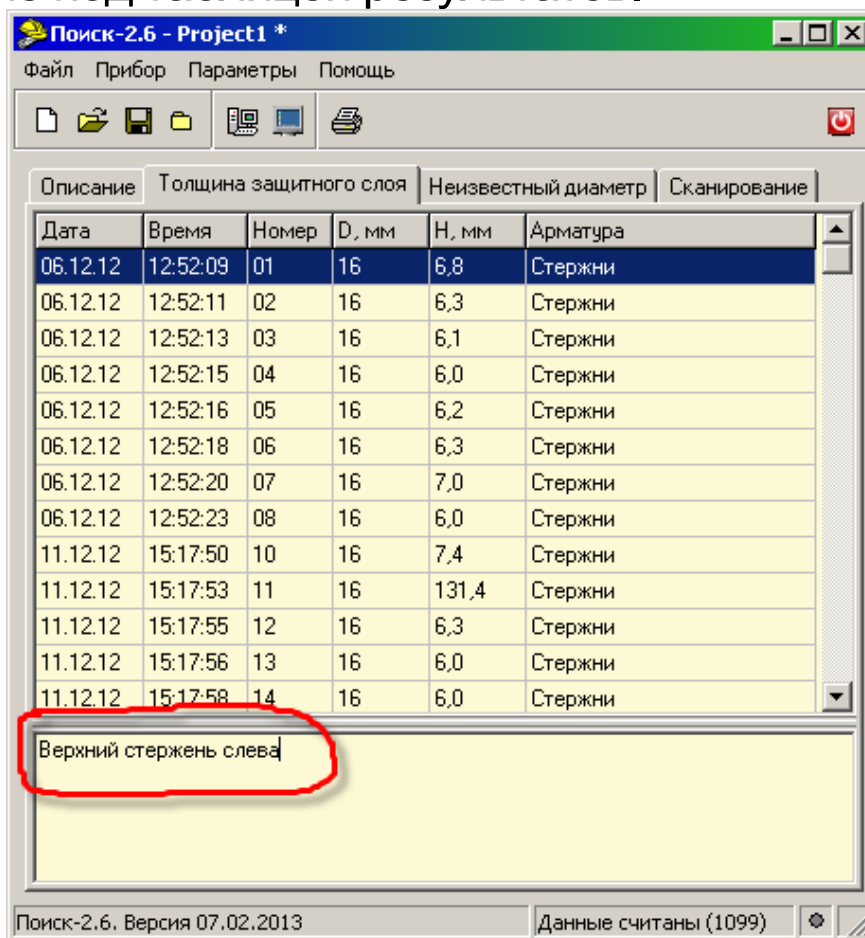 под таблицей результатов.
Поиск-2.6 - Project1 *
Файл Прибор Параметры Помощь
Описание Толщина защитного слоя Неизвестный диаметр Сканирование
Дата Время Номер D, мм H, мм Арматура
06.12.12 12:52:09 01 16 6,8 Стержни
06.12.12 12:52:11 02 16 6,3 Стержни
06.12.12 12:52:13 03 16 6,1 Стержни
06.12.12 12:52:15 04 16 6,0 Стержни
06.12.12 12:52:16 05 16 6,2 Стержни
06.12.12 12:52:18 06 16 6,3 Стержни
06.12.12 12:52:20 07 16 7,0 Стержни
06.12.12 12:52:23 08 16 6,0 Стержни
11.12.12 15:17:50 10 16 7,4 Стержни
11.12.12 15:17:53 11 16 131,4 Стержни
11.12.12 15:17:55 12 16 6,3 Стержни
11.12.12 15:17:56 13 16 6,0 Стержни
11.12.12 15:17:58 14 16 6,0 Стержни
Верхний стержень слева
Поиск-2.6. Версия 07.02.2013 Данные считаны (1099)